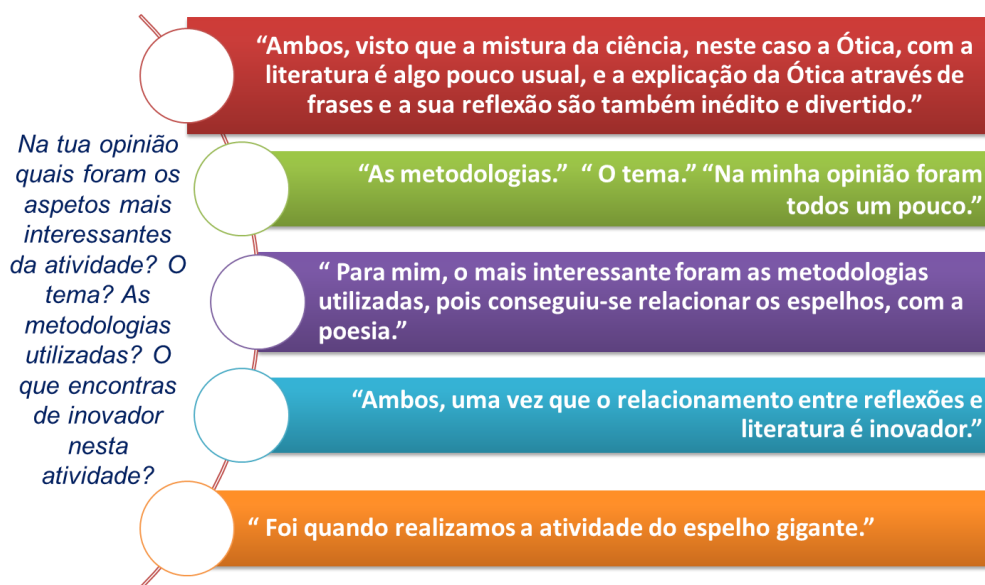 Na tua opinião
quais foram os
aspetos mais
interessantes
da atividade? O
tema? As
metodologias
utilizadas? O
que encontras
de inovador
nesta
atividade?
“Ambos, visto que a mistura da ciência, neste caso a Ótica, com a
literatura é algo pouco usual, e a explicação da Ótica através de
frases e a sua reflexão são também inédito e divertido.”
“As metodologias.” “ O tema.” “Na minha opinião foram
todos um pouco.”
“ Para mim, o mais interessante foram as metodologias
utilizadas, pois conseguiu-se relacionar os espelhos, com a
poesia.”
“Ambos, uma vez que o relacionamento entre reflexões e
literatura é inovador.”
“ Foi quando realizamos a atividade do espelho gigante.”